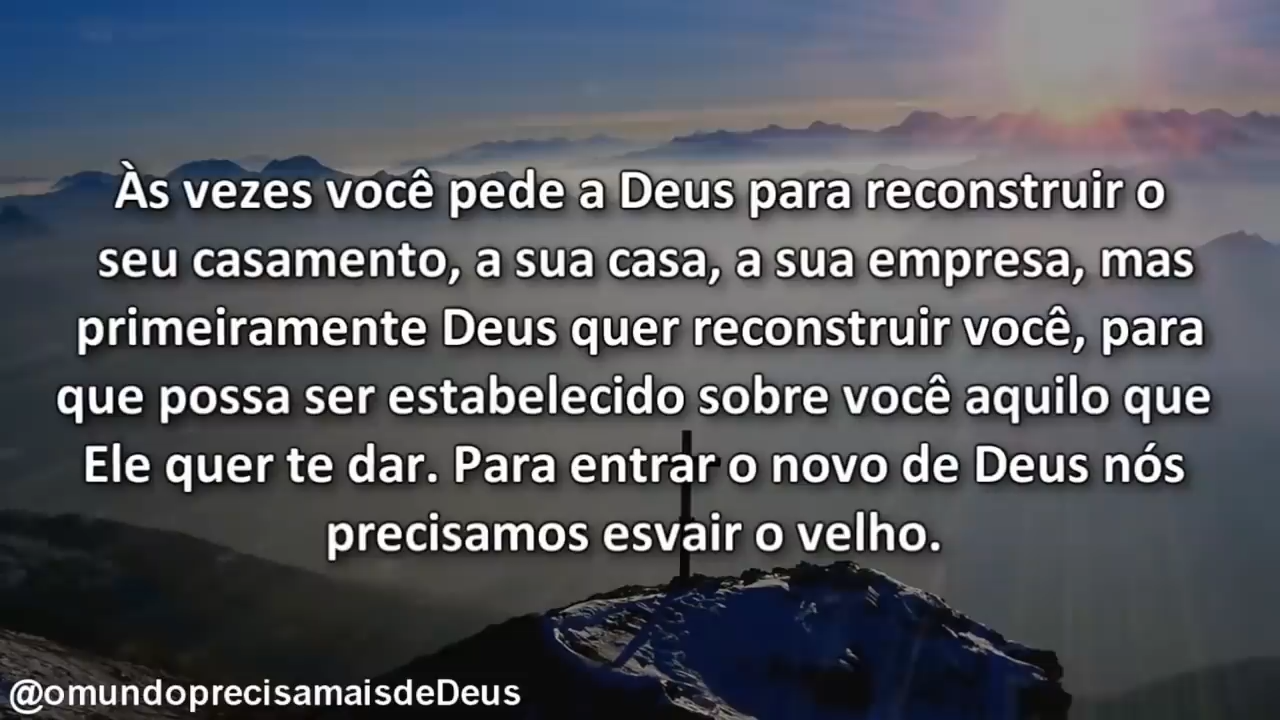 Às vezes você pede a Deus para reconstruir o
seu casamento, a sua casa, a sua empresa, mas
primeiramente Deus quer reconstruir você, para
que possa ser estabelecido sobre você aquilo que
Ele quer te dar. Para entrar o novo de Deus nós
precisamos esvair o velho.
@omundoprecisamaisdeDeus